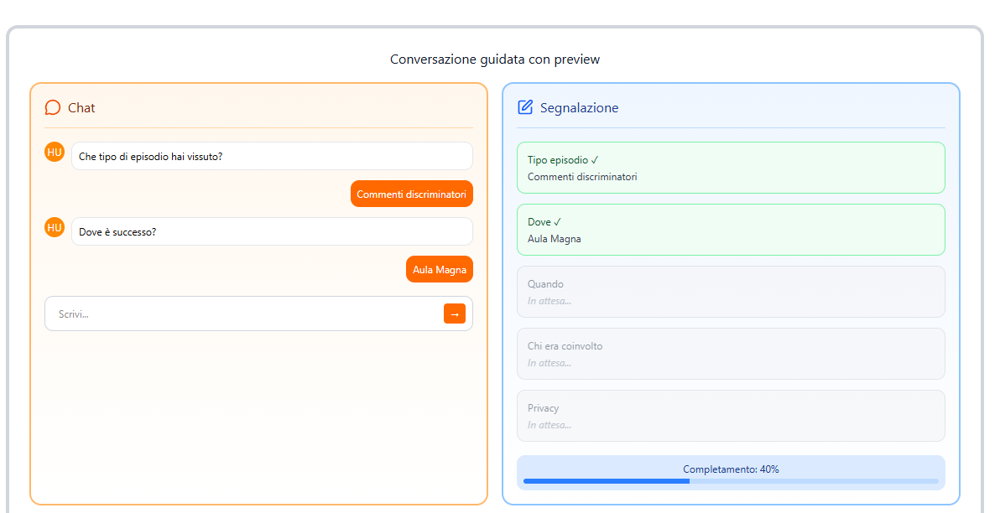 Conversazione guidata con preview
Chat
HU
Che tipo di episodio hai vissuto?
Commenti discriminatori
HU
Dove è successo?
Aula Magna
Scrivi...
→
Segnalazione
Tipo episodio ✓
Commenti discriminatori
Dove ✓
Aula Magna
Quando
In attesa...
Chi era coinvolto
In attesa...
Privacy
In attesa...
Completamento: 40%